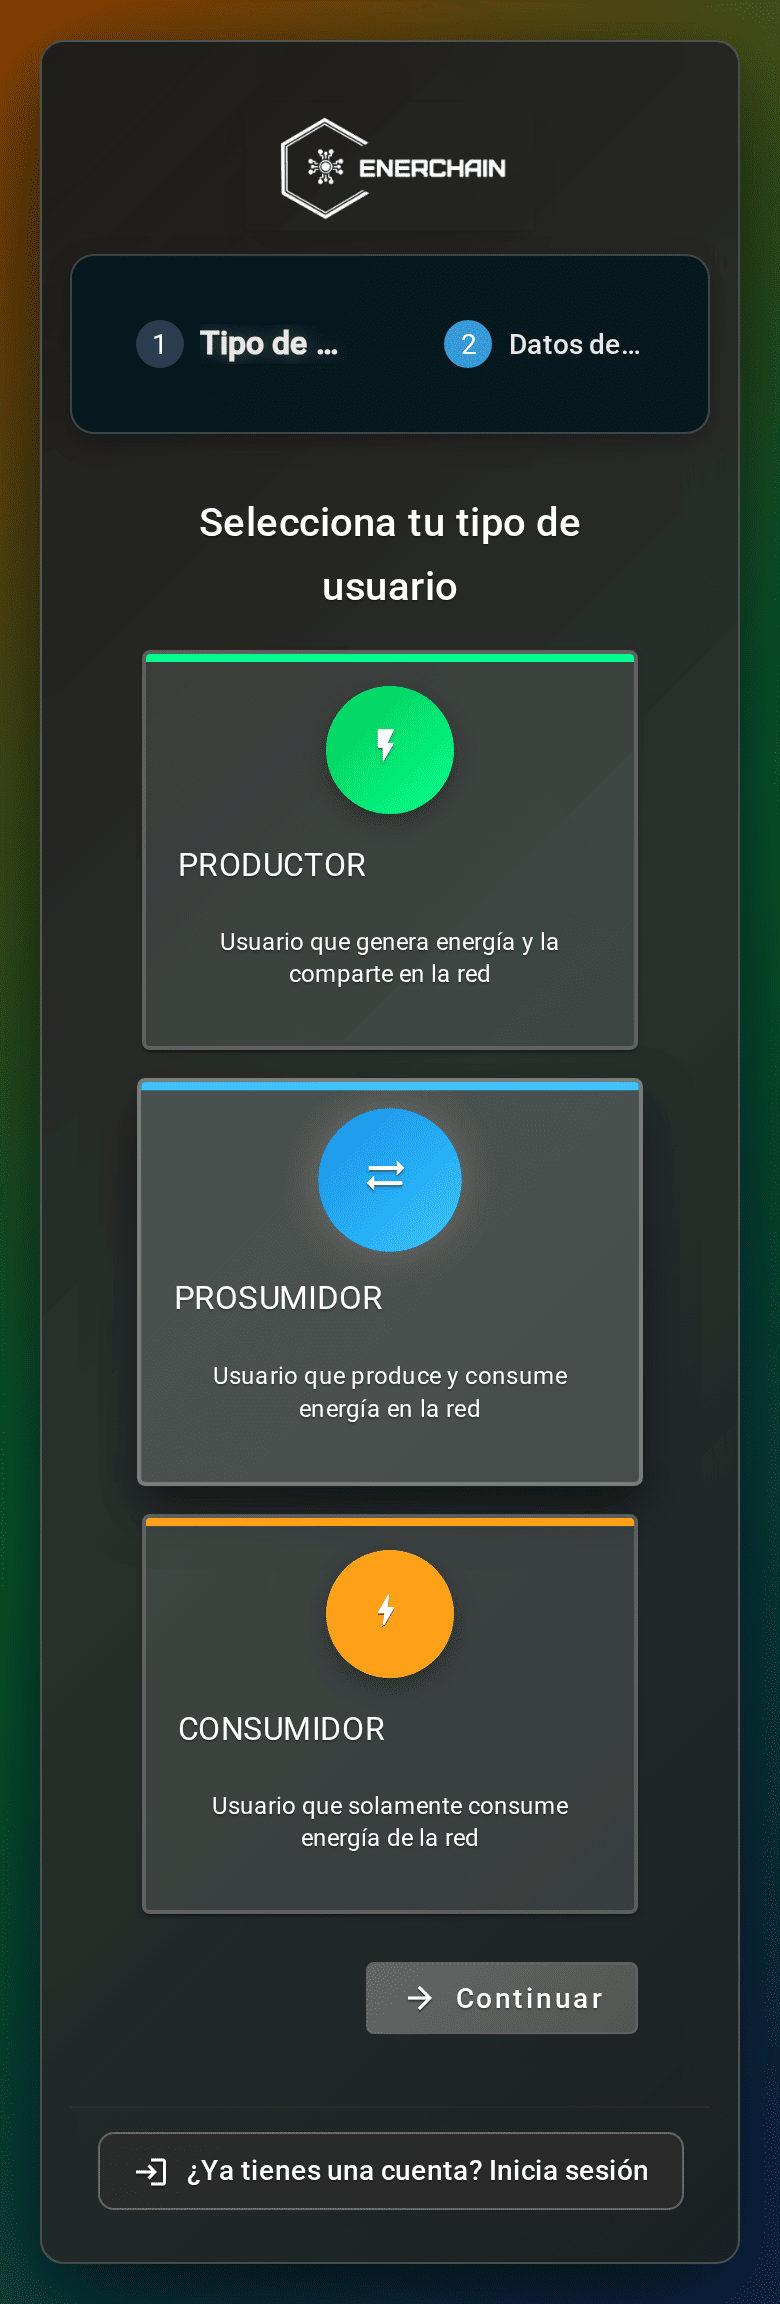 ENERCHAIN
1 Tipo de ...
2 Datos de...
Selecciona tu tipo de
usuario
PRODUCTOR
Usuario que genera energía y la
comparte en la red
PROSUMIDOR
Usuario que produce y consume
energía en la red
CONSUMIDOR
Usuario que solamente consume
energía de la red
Continuar
¿Ya tienes una cuenta? Inicia sesión